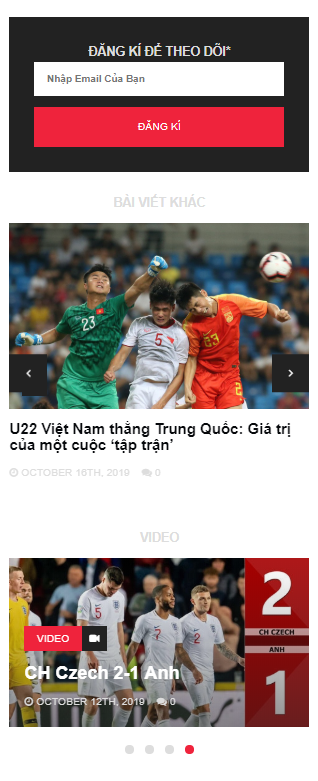 ĐĂNG KÍ ĐỂ THEO DÕI*
Nhập Email Của Bạn
ĐĂNG KÍ
BÀI VIẾT KHÁC
23
5
23
U22 Việt Nam thắng Trung Quốc: Giá trị
của một cuộc ‘tập trận’
OCTOBER 16TH, 2019 0
VIDEO
5
2
2
CH CZECH
ANH
1
VIDEO
CH Czech 2-1 Anh
OCTOBER 12TH, 2019 0